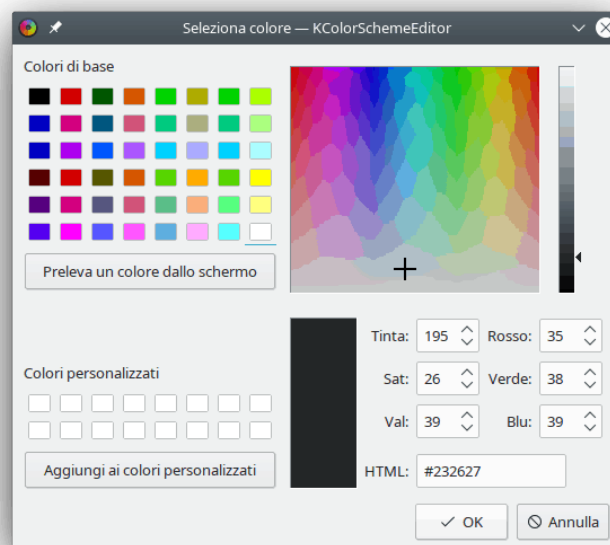 Seleziona colore — KColorSchemeEditor
Colori di base
Preleva un colore dallo schermo
Colori personalizzati
Aggiungi ai colori personalizzati
Tinta: 195 Rosso: 35
Sat: 26 Verde: 38
Val: 39 Blu: 39
HTML: #232627
OK Annulla